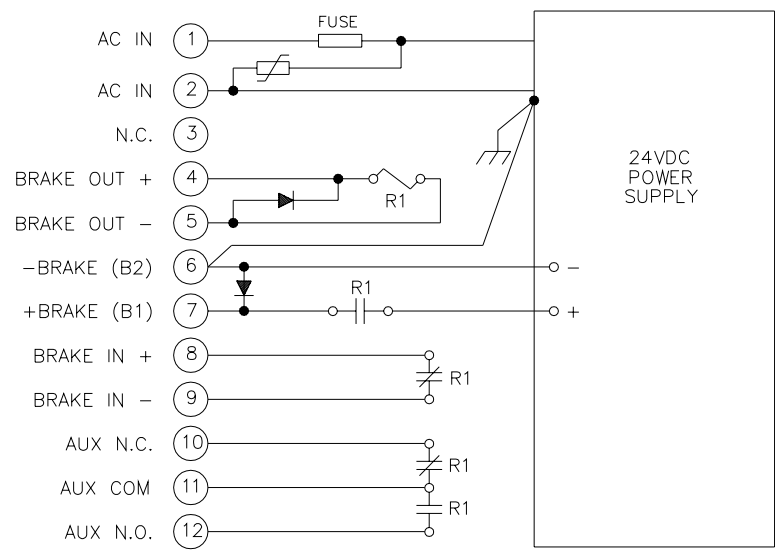 FUSE
AC IN 1
AC IN 2
N.C. 3
BRAKE OUT + 4
R1
BRAKE OUT - 5
-BRAKE (B2) 6
-
R1
+BRAKE (B1) 7
+
BRAKE IN + 8
R1
BRAKE IN - 9
AUX N.C. 10
R1
AUX COM 11
R1
AUX N.O. 12
24VDC
POWER
SUPPLY